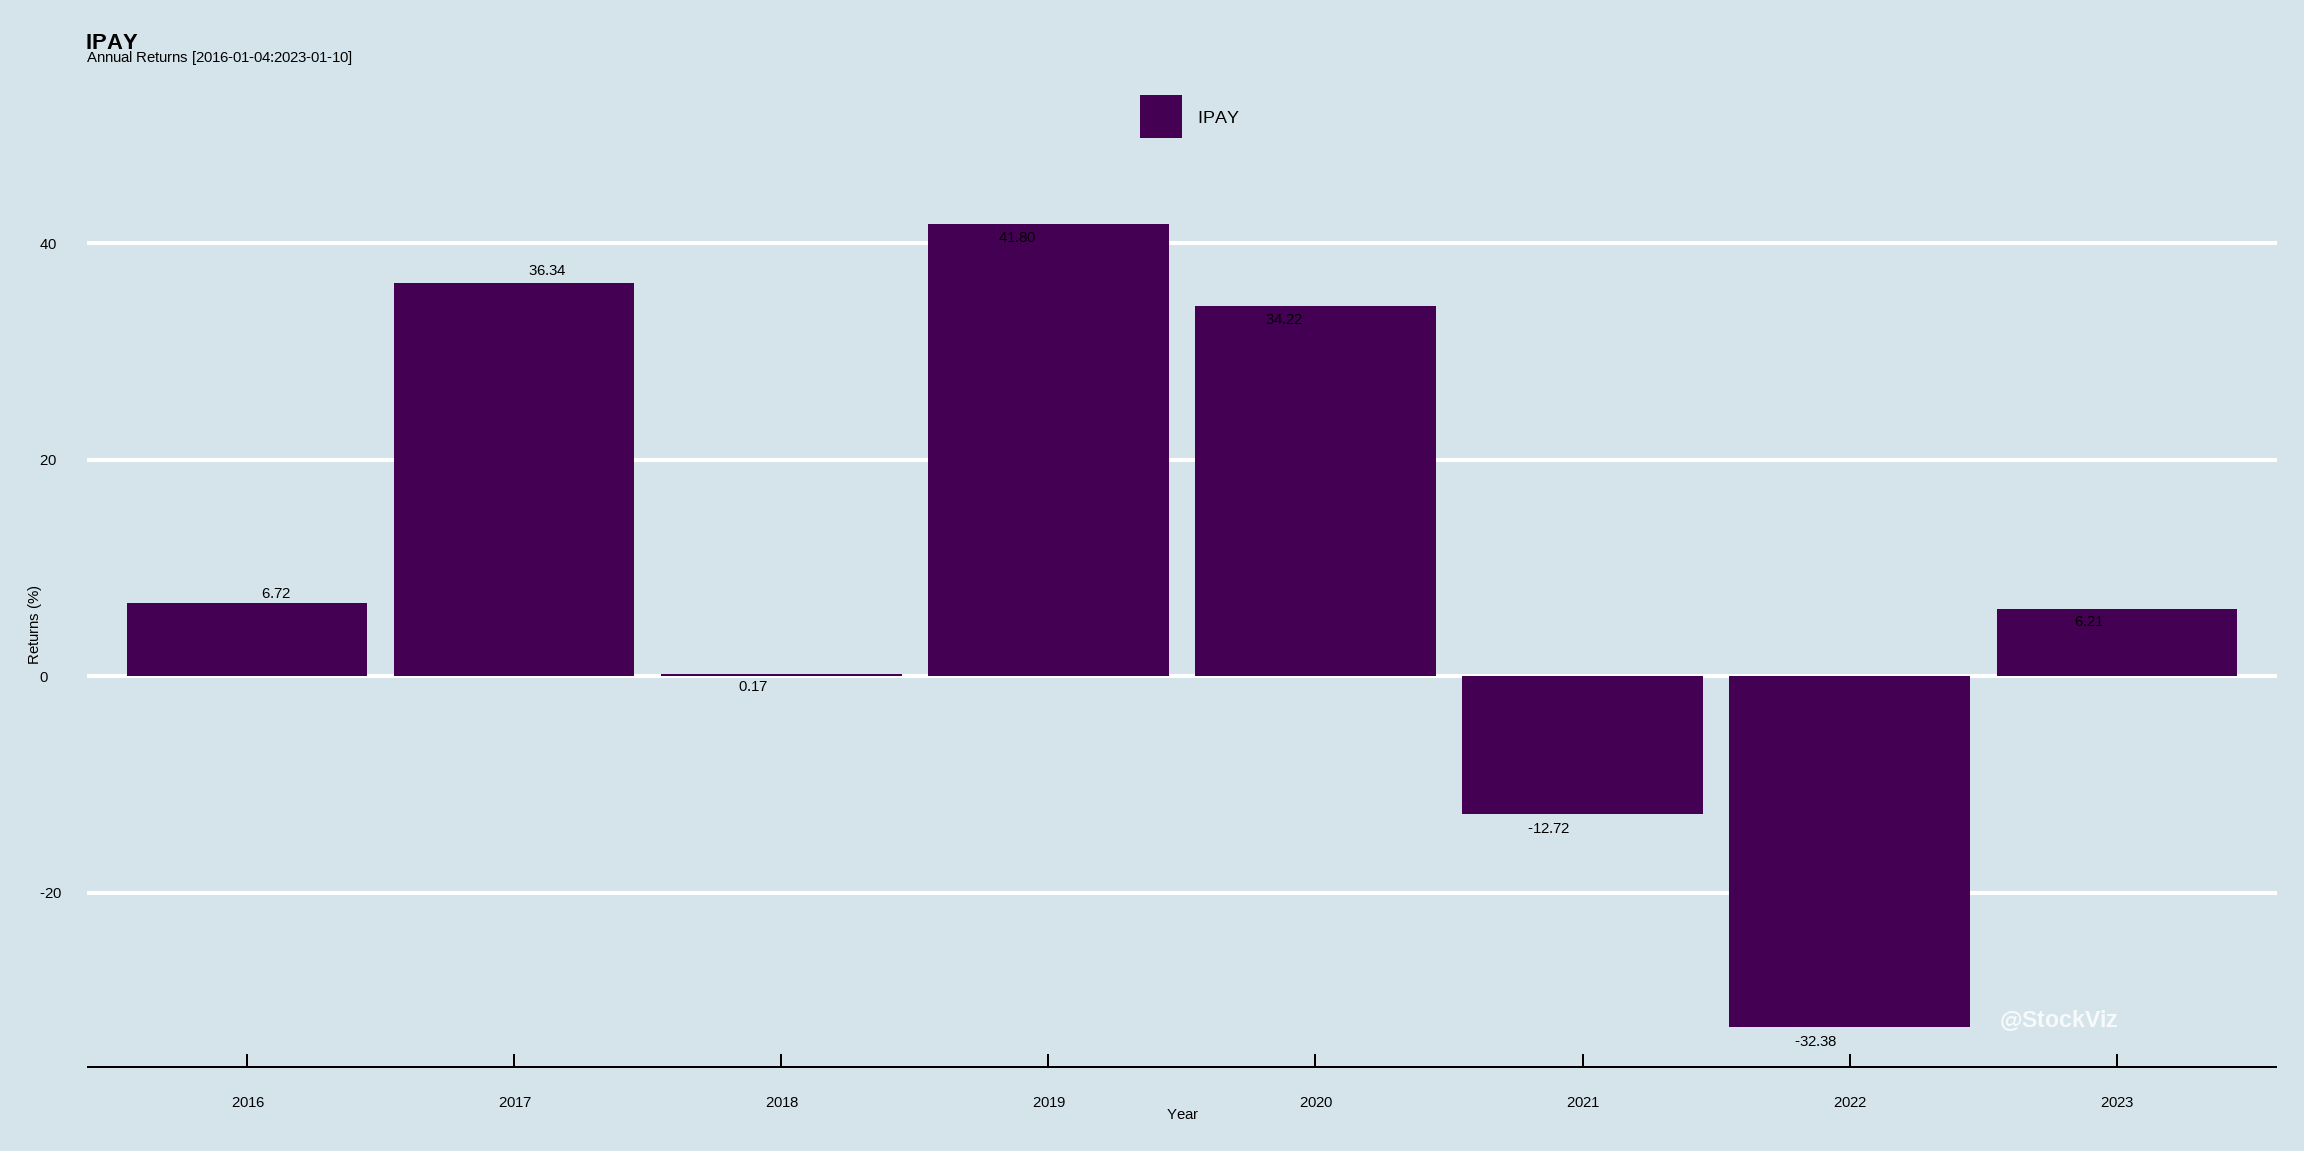 IPAY
Annual Returns [2016-01-04:2023-01-10]
IPAY
41.80
40
36.34
34.22
20
6.72
6.21
Returns (%)
0
0.17
-12.72
-20
@StockViz
-32.38
2016 2017 2018 2019 2020 2021 2022 2023
Year